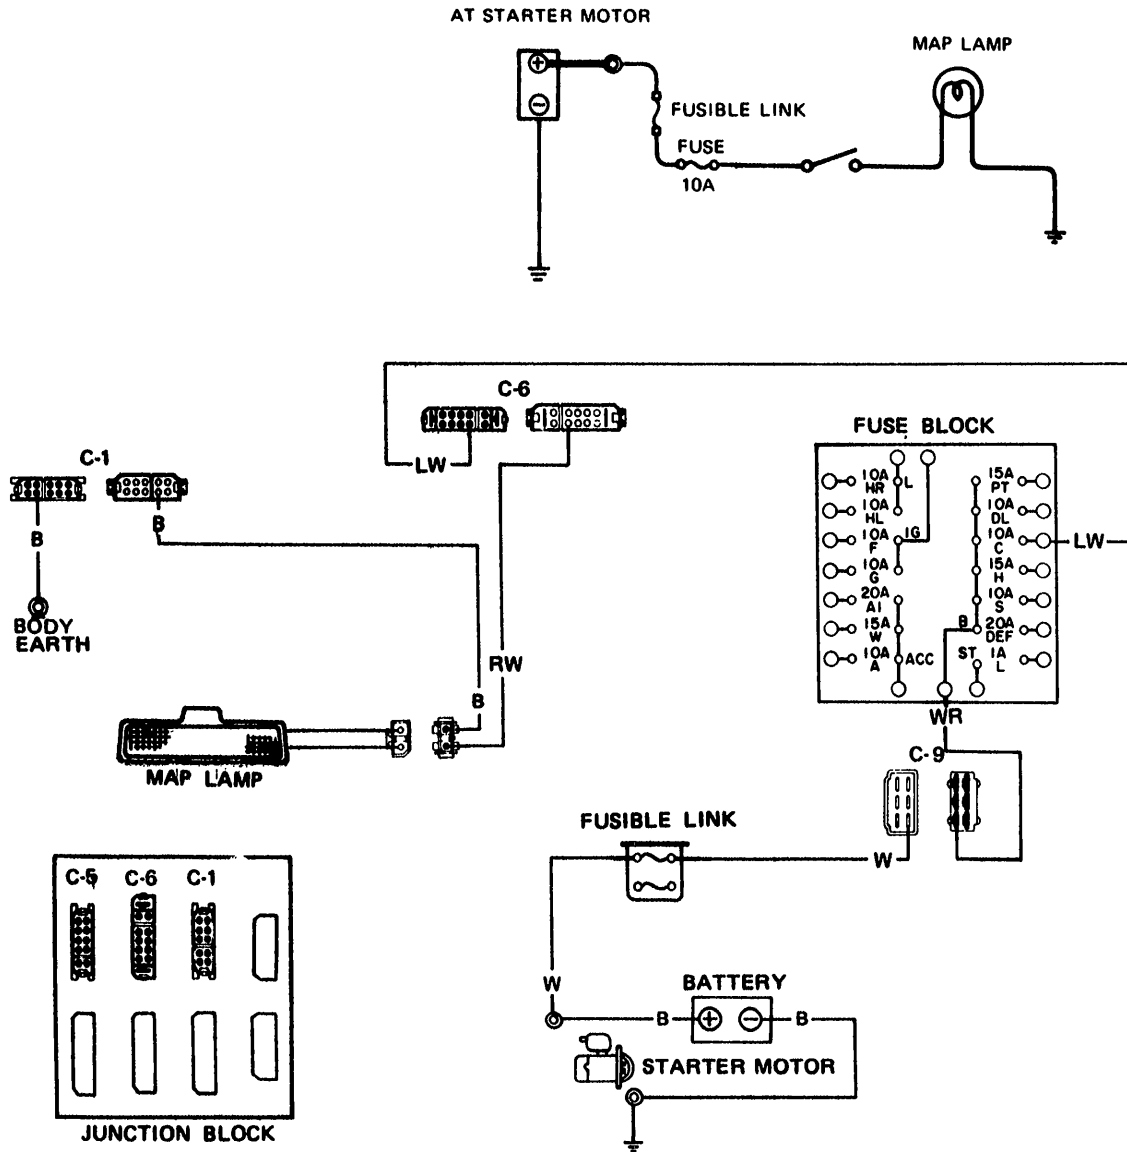 AT STARTER MOTOR
MAP LAMP
+
−
FUSIBLE LINK
FUSE
10A
C-6
LW
FUSE BLOCK
C-1
B
B
BODY
EARTH
RW
B
MAP LAMP
10A
HR
L
15A
PT
10A
HL
10A
DL
10A
F
IG
10A
C
LW
10A
G
15A
H
20A
AI
10A
S
15A
W
B
20A
DEF
10A
A
ACC
ST
1A
L
WR
C-9
FUSIBLE LINK
W
C-5
C-6
C-1
W
BATTERY
B
+
−
B
STARTER MOTOR
JUNCTION BLOCK